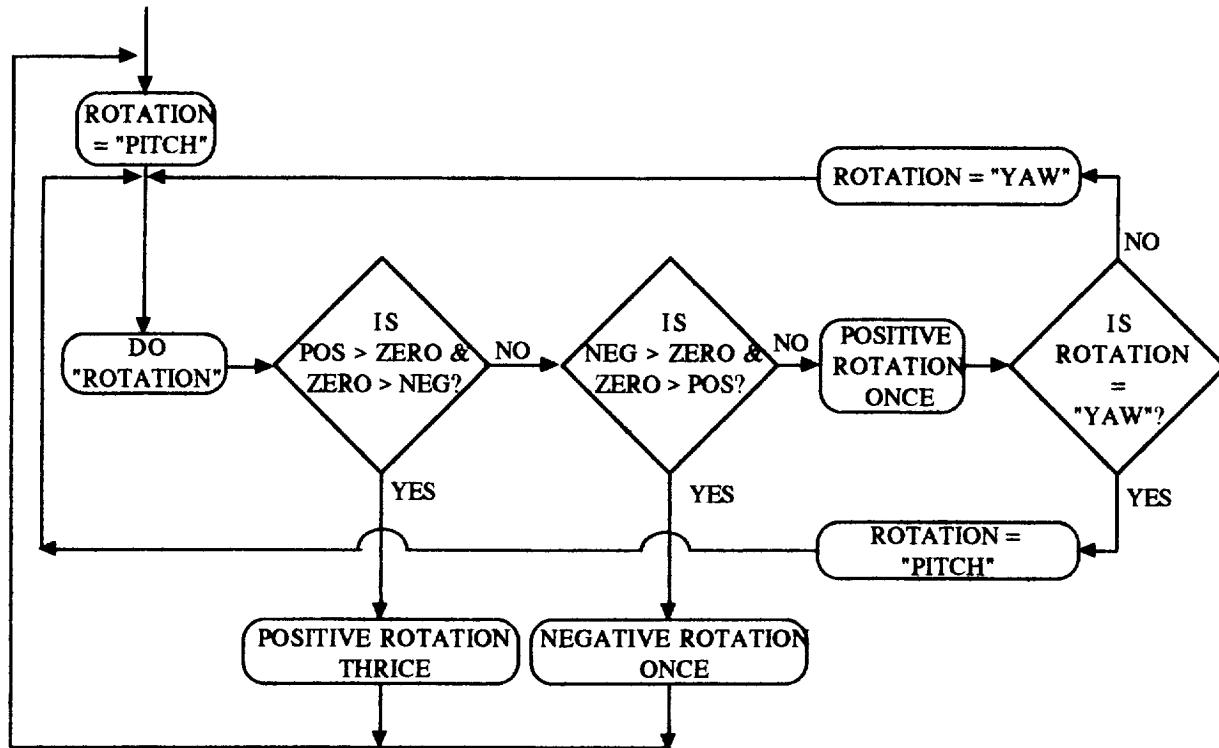 ROTATION
= "PITCH"
ROTATION = "YAW"
NO
DO
"ROTATION"
IS
POS > ZERO &
ZERO > NEG?
NO
IS
NEG > ZERO &
ZERO > POS?
NO
POSITIVE
ROTATION
ONCE
IS
ROTATION
=
"YAW"?
YES
YES
YES
ROTATION =
"PITCH"
POSITIVE ROTATION
THRICE
NEGATIVE ROTATION
ONCE